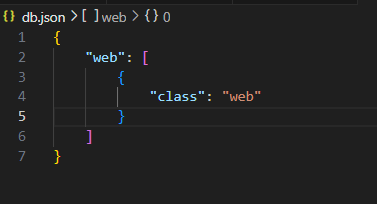 {} db.json > [ ] web > {} 0
1 {
2     "web": [
3         {
4             "class": "web"
5         }
6     ]
7 }